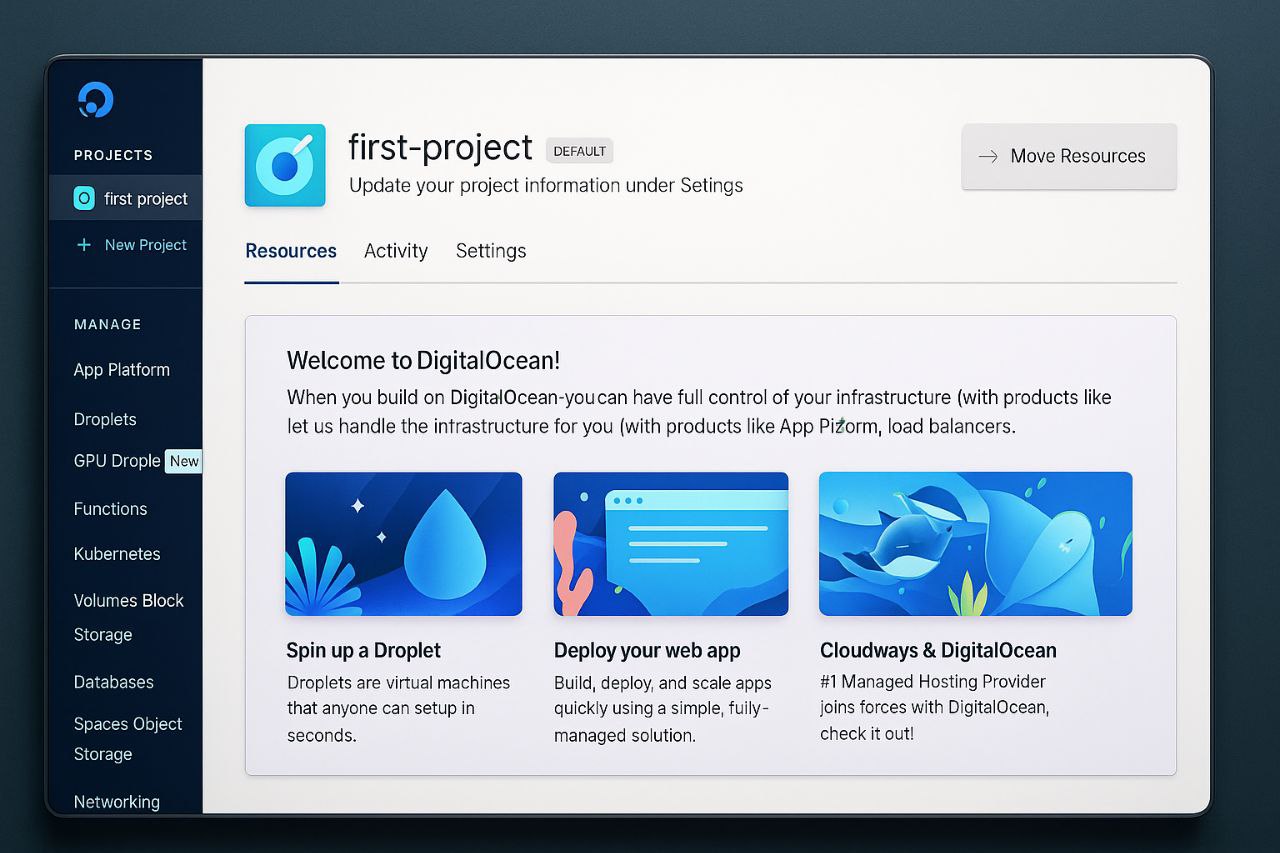 PROJECTS
first project
+ New Project
MANAGE
App Platform
Droplets
GPU Drople New
Functions
Kubernetes
Volumes Block
Storage
Databases
Spaces Object
Storage
Networking
first-project DEFAULT
Update your project information under Setings
→ Move Resources
Resources Activity Settings
Welcome to DigitalOcean!
When you build on DigitalOcean-you can have full control of your infrastructure (with products like
let us handle the intrastructure for you (with products like App load balancers.
Spin up a Droplet
Droplets are virtual machines
that anyone can setup in
seconds.
Deploy your web app
Build, deploy, and scale apps
quickly using a simple, fuily-
managed solution.
Cloudways & DigitalOcean
#1 Managed Hosting Provider
joins forces with DigitalOcean,
check it out!